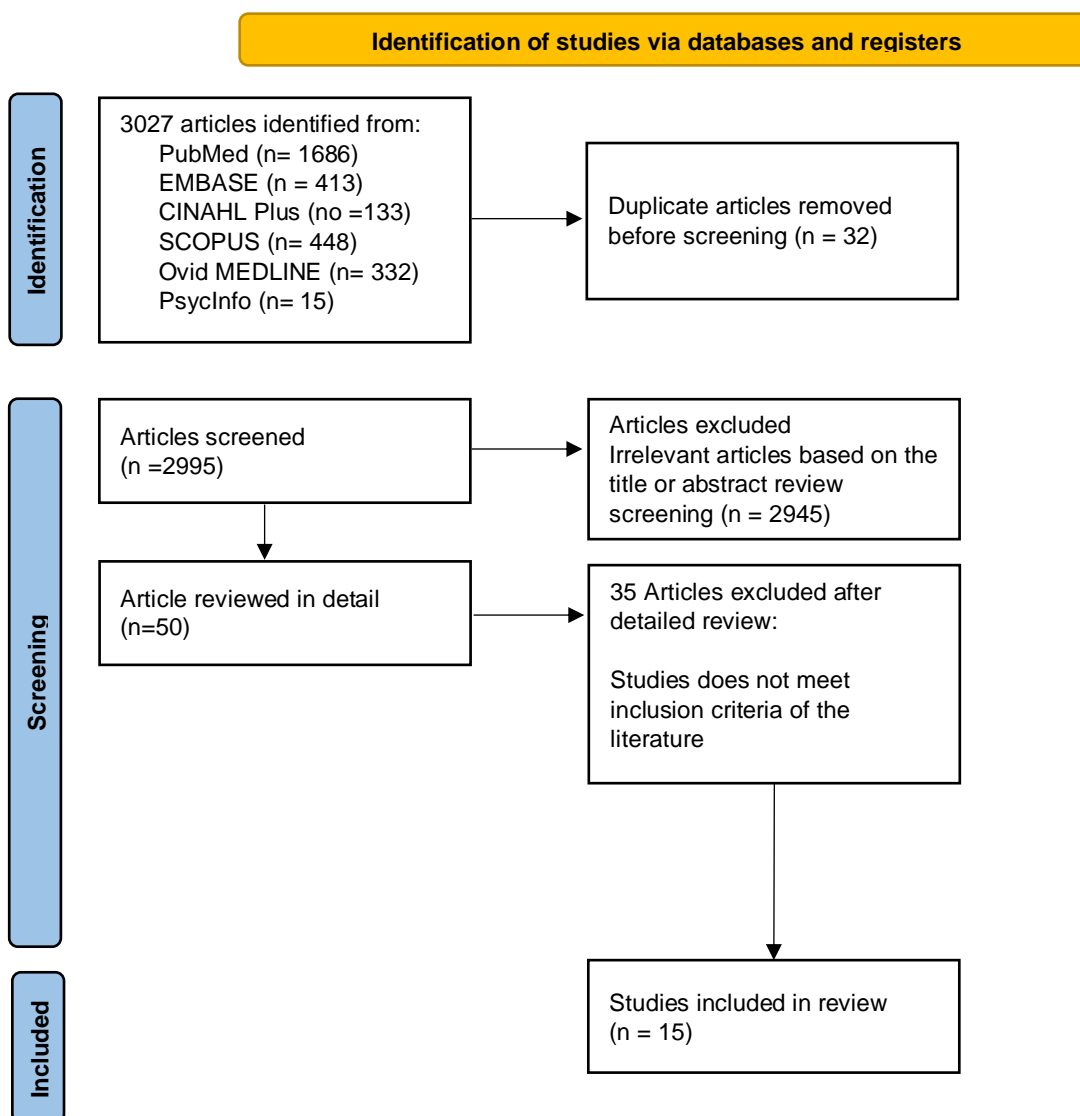 Identification of studies via databases and registers
Identification
3027 articles identified from:
PubMed (n= 1686)
EMBASE (n = 413)
CINAHL Plus (no =133)
SCOPUS (n= 448)
Ovid MEDLINE (n= 332)
PsycInfo (n= 15)
Duplicate articles removed
before screening (n = 32)
Screening
Articles screened
(n =2995)
Articles excluded
Irrelevant articles based on the
title or abstract review
screening (n = 2945)
Article reviewed in detail
(n=50)
35 Articles excluded after
detailed review:
Studies does not meet
inclusion criteria of the
literature
Included
Studies included in review
(n = 15)